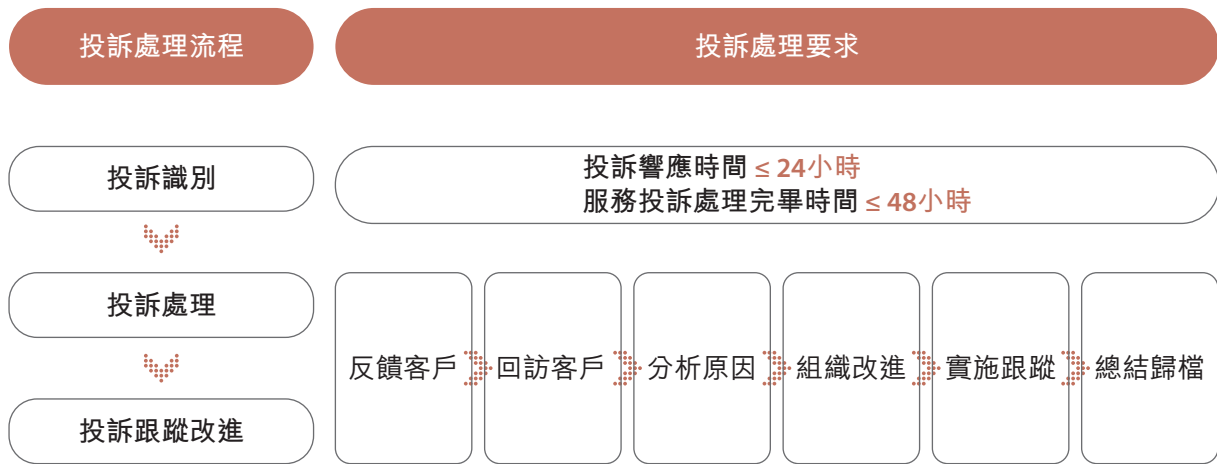 投訴處理流程
投訴處理要求
投訴識別
投訴響應時間 ≤ 24小時
服務投訴處理完畢時間 ≤ 48小時
投訴處理
投訴跟蹤改進
反饋客戶
回訪客戶
分析原因
組織改進
實施跟蹤
總結歸檔